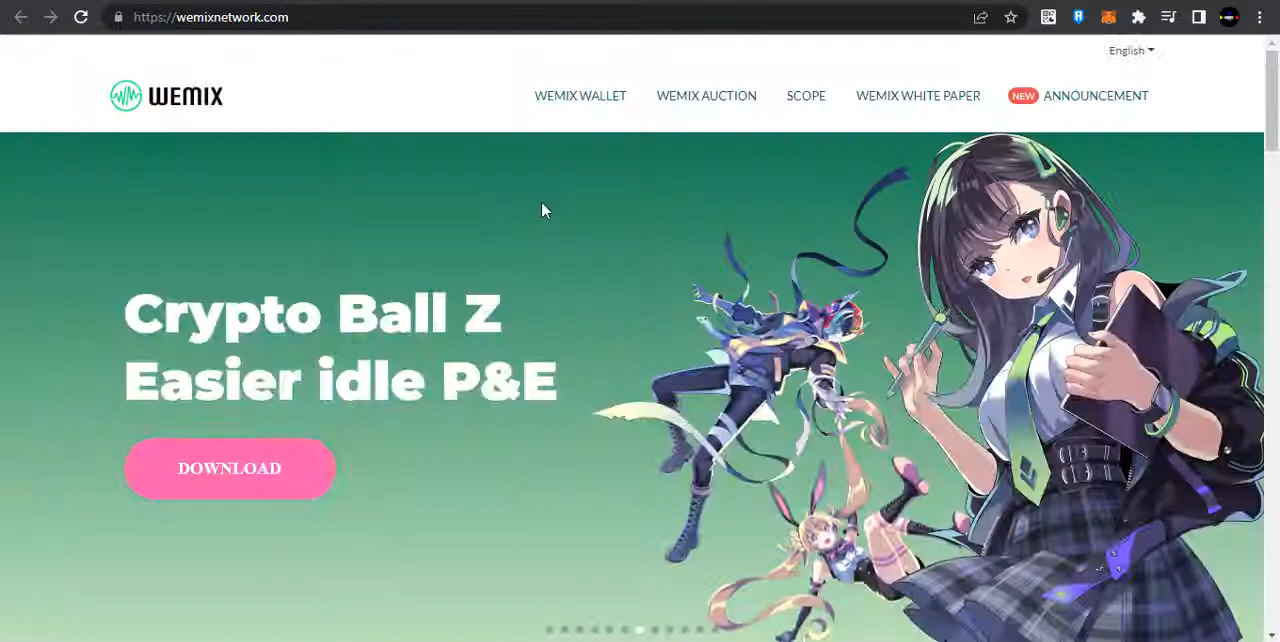 https://wemixnetwork.com
English
WEMIX
WEMIX WALLET
WEMIX AUCTION
SCOPE
WEMIX WHITE PAPER
NEW ANNOUNCEMENT
Crypto Ball Z
Easier idle P&E
DOWNLOAD